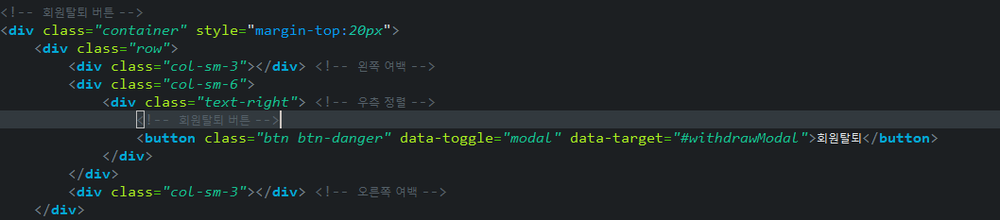 <!-- 회원탈퇴 버튼 -->
<div class="container" style="margin-top:20px">
    <div class="row">
        <div class="col-sm-3"></div> <!-- 왼쪽 여백 -->
        <div class="col-sm-6">
            <div class="text-right"> <!-- 우측 정렬 -->
                <!-- 회원탈퇴 버튼 -->
                <button class="btn btn-danger" data-toggle="modal" data-target="#withdrawModal">회원탈퇴</button>
            </div>
        </div>
        <div class="col-sm-3"></div> <!-- 오른쪽 여백 -->
    </div>